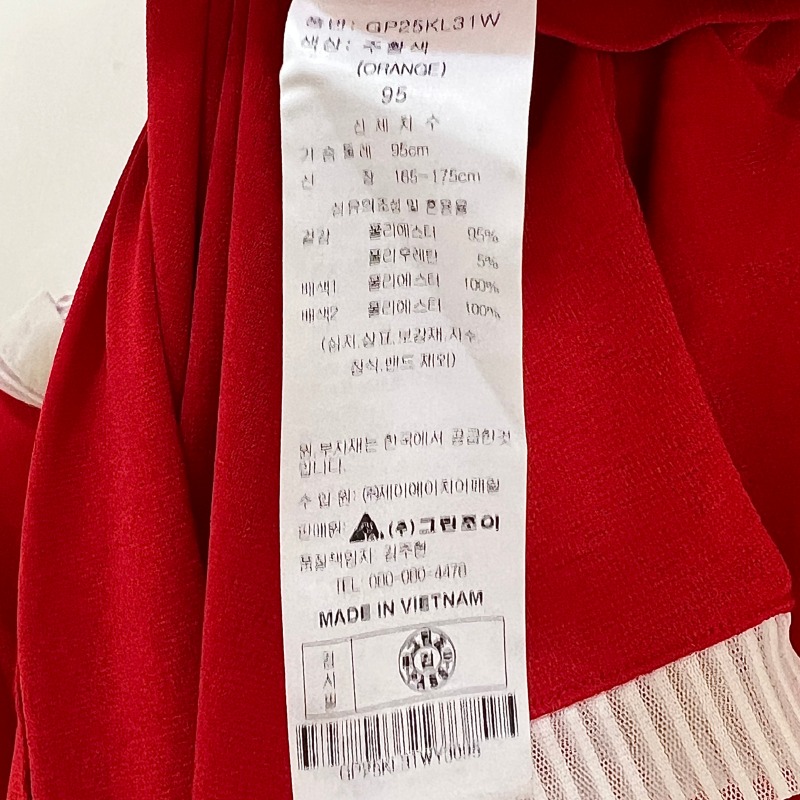 품번: GP25KL31W
색상: 주황색
(ORANGE)
95
신 체 치 수
가슴둘레 95cm
신 장 165-175cm
섬유의조성 및 혼용율
겉감 폴리에스터 95%
폴리우레탄 5%
배색1 폴리에스터 100%
배색2 폴리에스터 100%
(심지,상표,보강재,자수,
장식,밴드 제외)
원,부자재는 한국에서 공급한것
입니다.
수 입 원: (주)제이에이치어패럴
판매원: (주)그린조이
품질책임자
TEL 000-000-4470
MADE IN VIETNAM
검
사
필
검
GP25KL31WY3095